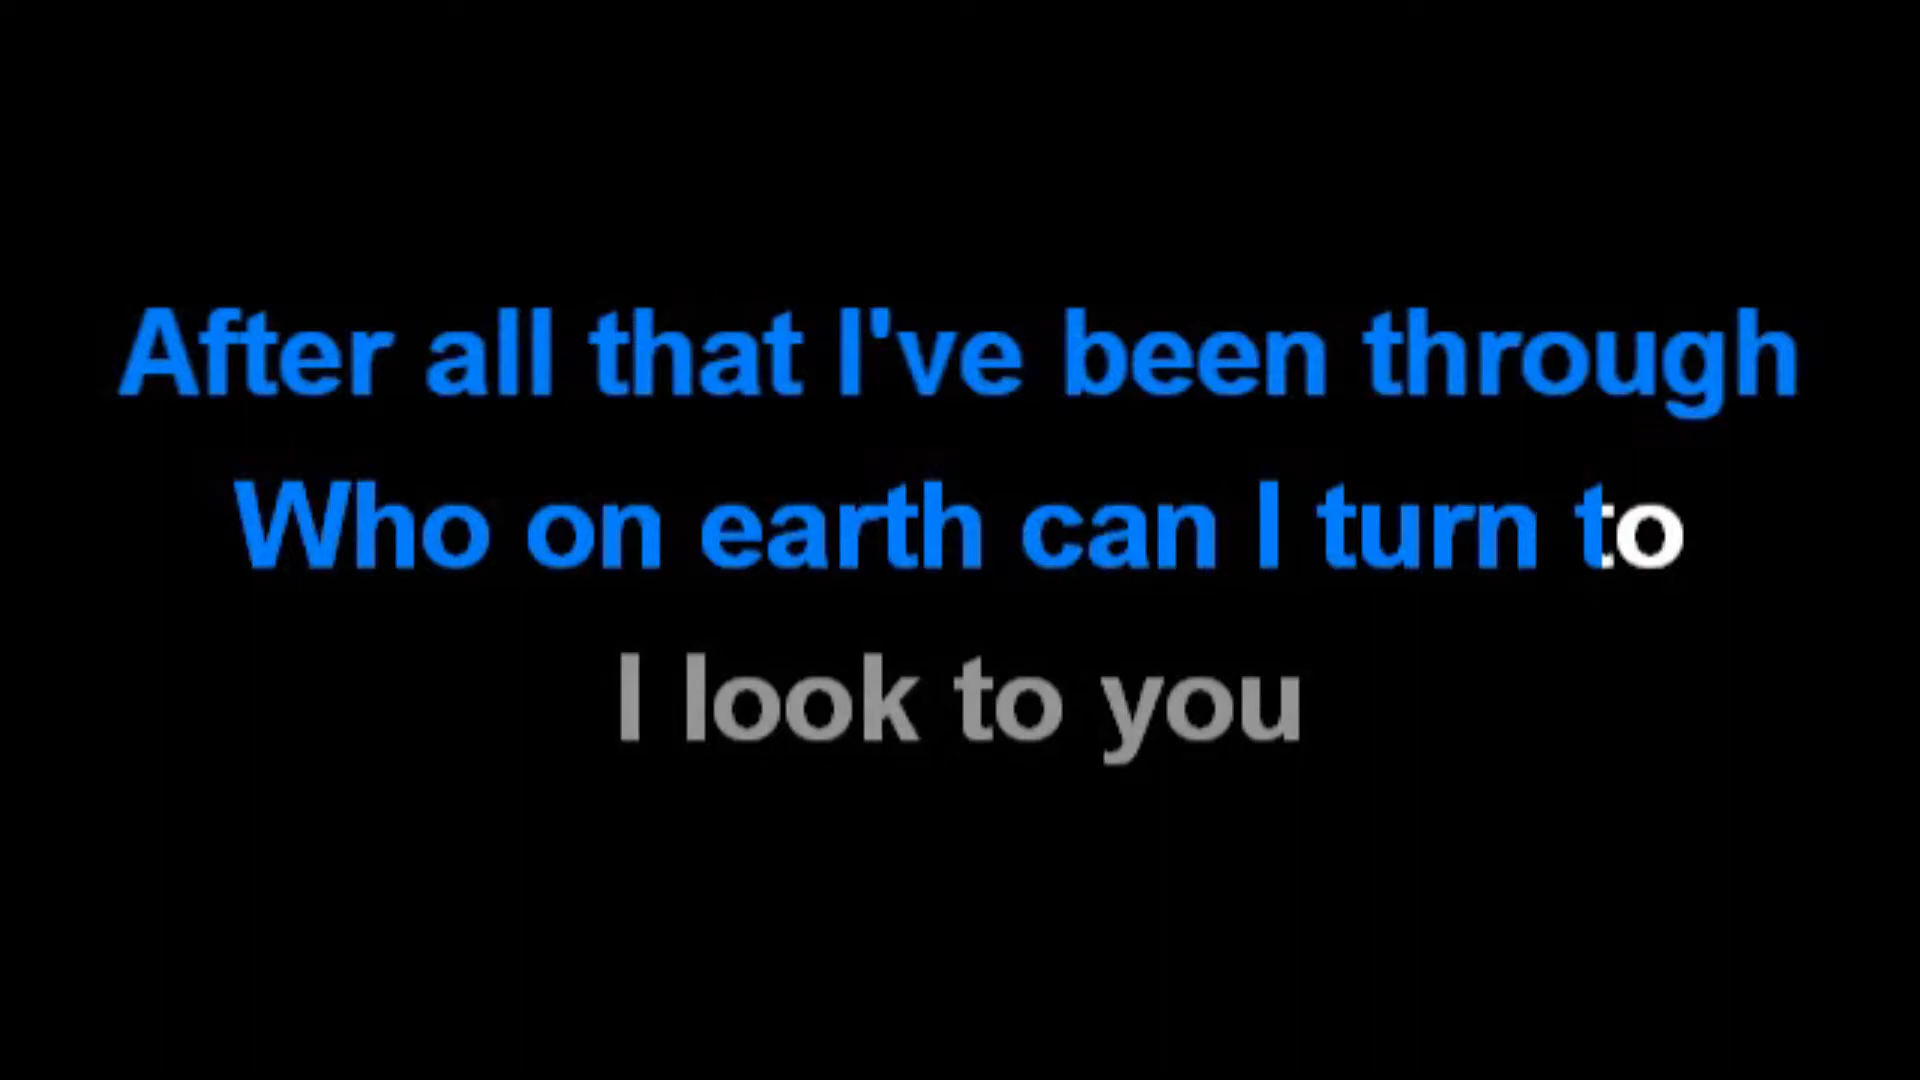 After all that I've been through
Who on earth can I turn to
I look to you